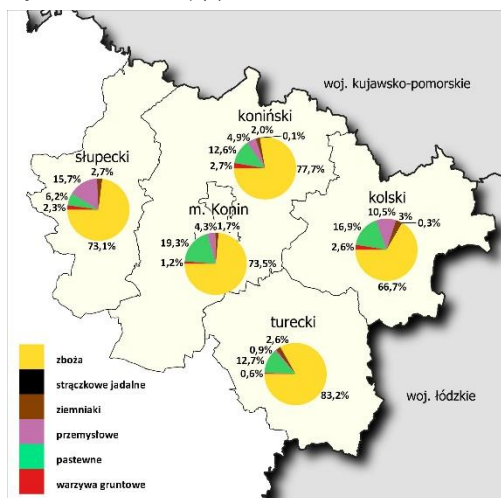 woj. kujawsko-pomorskie
koniński
2,0%
4,9%
0,1%
12,6%
2,7%
77,7%
słupecki
2,7%
15,7%
6,2%
2,3%
73,1%
kolski
10,5%
3%
16,9%
0,3%
2,6%
66,7%
m. Konin
4,3%
1,7%
19,3%
1,2%
73,5%
turecki
2,6%
0,9%
12,7%
0,6%
83,2%
woj. łódzkie
zboża
strączkowe jadalne
ziemniaki
przemysłowe
pastewne
warzywa gruntowe